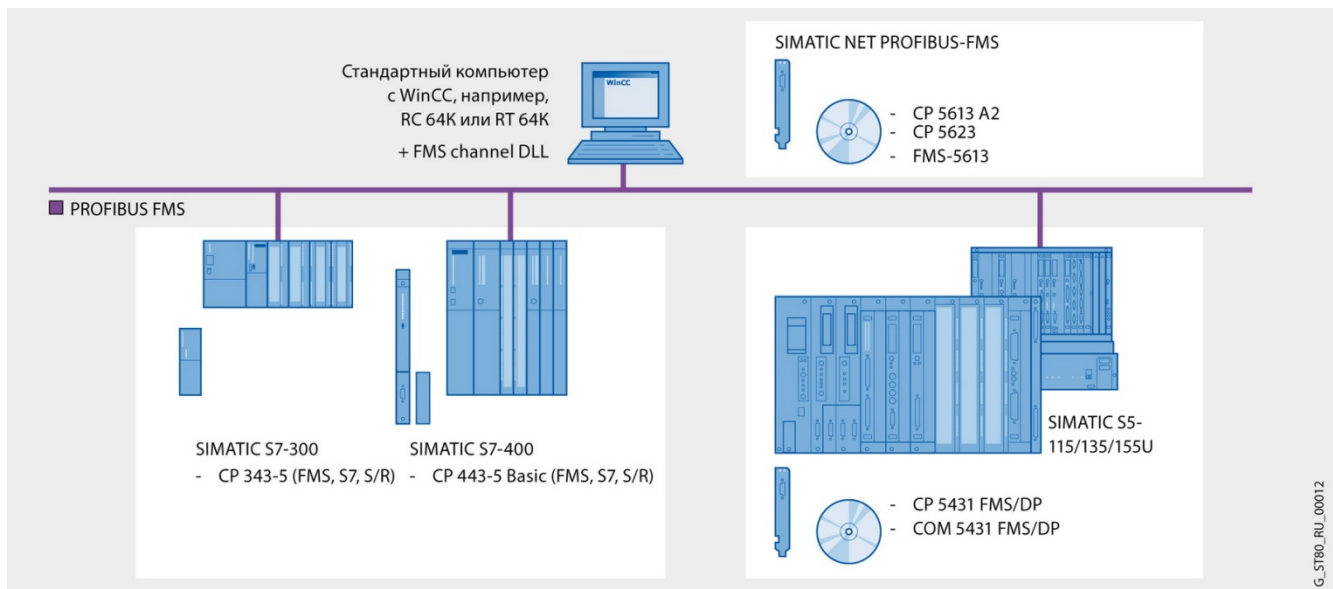 Стандартный компьютер
с WinCC, например,
RC 64K или RT 64K
+ FMS channel DLL
WinCC
SIMATIC NET PROFIBUS-FMS
- CP 5613 A2
- CP 5623
- FMS-5613
PROFIBUS FMS
SIMATIC S7-300
- CP 343-5 (FMS, S7, S/R)
SIMATIC S7-400
- CP 443-5 Basic (FMS, S7, S/R)
SIMATIC S5-
115/135/155U
- CP 5431 FMS/DP
- COM 5431 FMS/DP
G_ST80_RU_00012